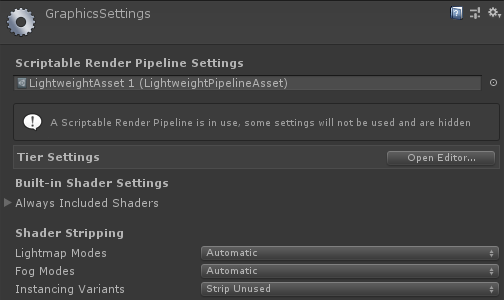 GraphicsSettings
Scriptable Render Pipeline Settings
LightweightAsset 1 (LightweightPipelineAsset)
A Scriptable Render Pipeline is in use, some settings will not be used and are hidden
Tier Settings Open Editor...
Built-in Shader Settings
Always Included Shaders
Shader Stripping
Lightmap Modes Automatic
Fog Modes Automatic
Instancing Variants Strip Unused